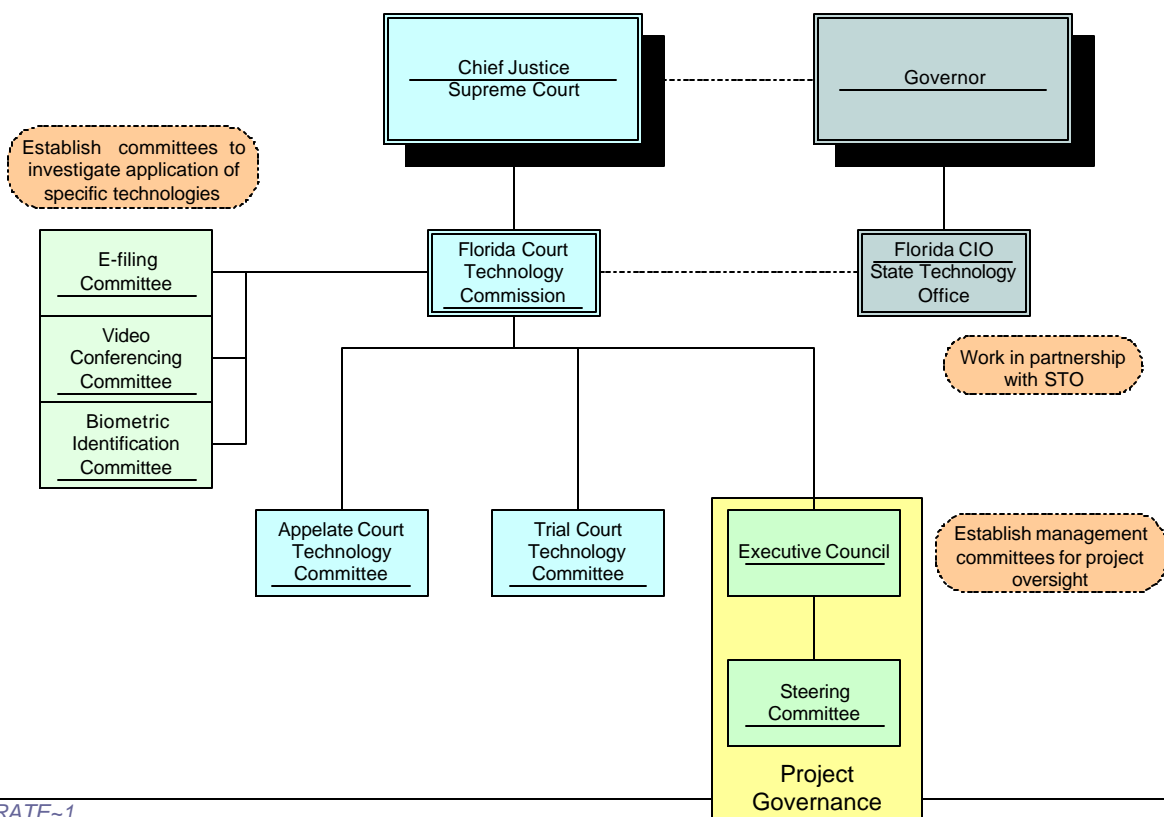 Chief Justice
Supreme Court
Governor
Establish committees to
investigate application of
specific technologies
E-filing
Committee
Video
Conferencing
Committee
Biometric
Identification
Committee
Florida Court
Technology
Commission
Florida CIO
State Technology
Office
Work in partnership
with STO
Appelate Court
Technology
Committee
Trial Court
Technology
Committee
Executive Council
Establish management
committees for project
oversight
Steering
Committee
Project
Governance
RATE~1